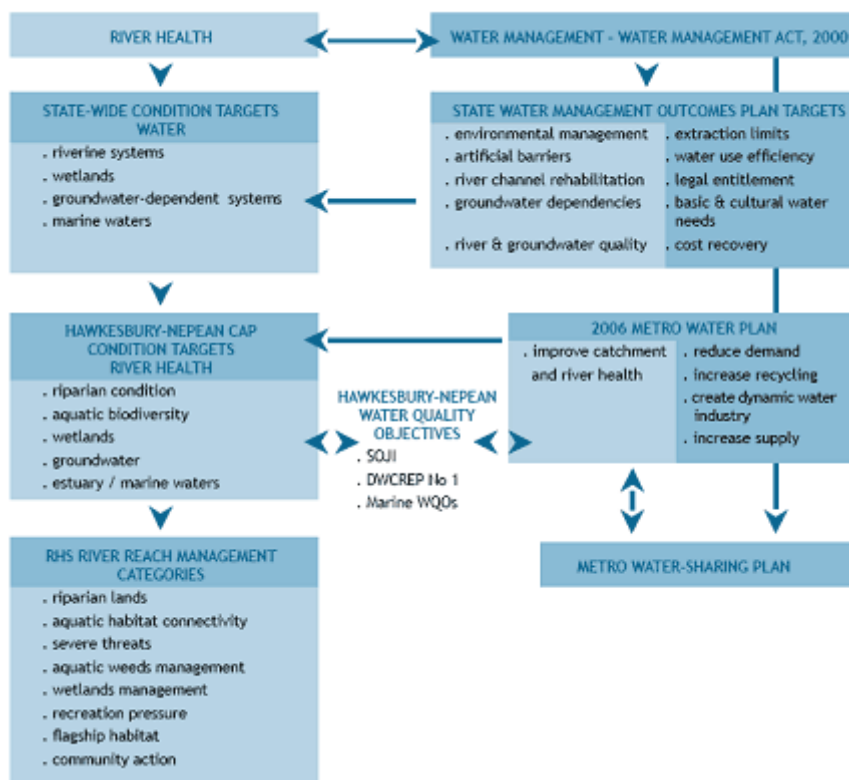 RIVER HEALTH
WATER MANAGEMENT - WATER MANAGEMENT ACT, 2000
STATE-WIDE CONDITION TARGETS
WATER
. riverine systems
. wetlands
. groundwater-dependent systems
. marine waters
STATE WATER MANAGEMENT OUTCOMES PLAN TARGETS
. environmental management
. artificial barriers
. river channel rehabilitation
. groundwater dependencies
. river & groundwater quality
. extraction limits
. water use efficiency
. legal entitlement
. basic & cultural water
needs
. cost recovery
HAWKESBURY-NEPEAN CAP
CONDITION TARGETS
RIVER HEALTH
. riparian condition
. aquatic biodiversity
. wetlands
. groundwater
. estuary / marine waters
HAWKESBURY-NEPEAN
WATER QUALITY
OBJECTIVES
. SOJI
. DWCREP No 1
. Marine WQOs
2006 METRO WATER PLAN
. improve catchment
and river health
. reduce demand
. increase recycling
. create dynamic water
industry
. increase supply
RHS RIVER REACH MANAGEMENT
CATEGORIES
. riparian lands
. aquatic habitat connectivity
. severe threats
. aquatic weeds management
. wetlands management
. recreation pressure
. flagship habitat
. community action
METRO WATER-SHARING PLAN